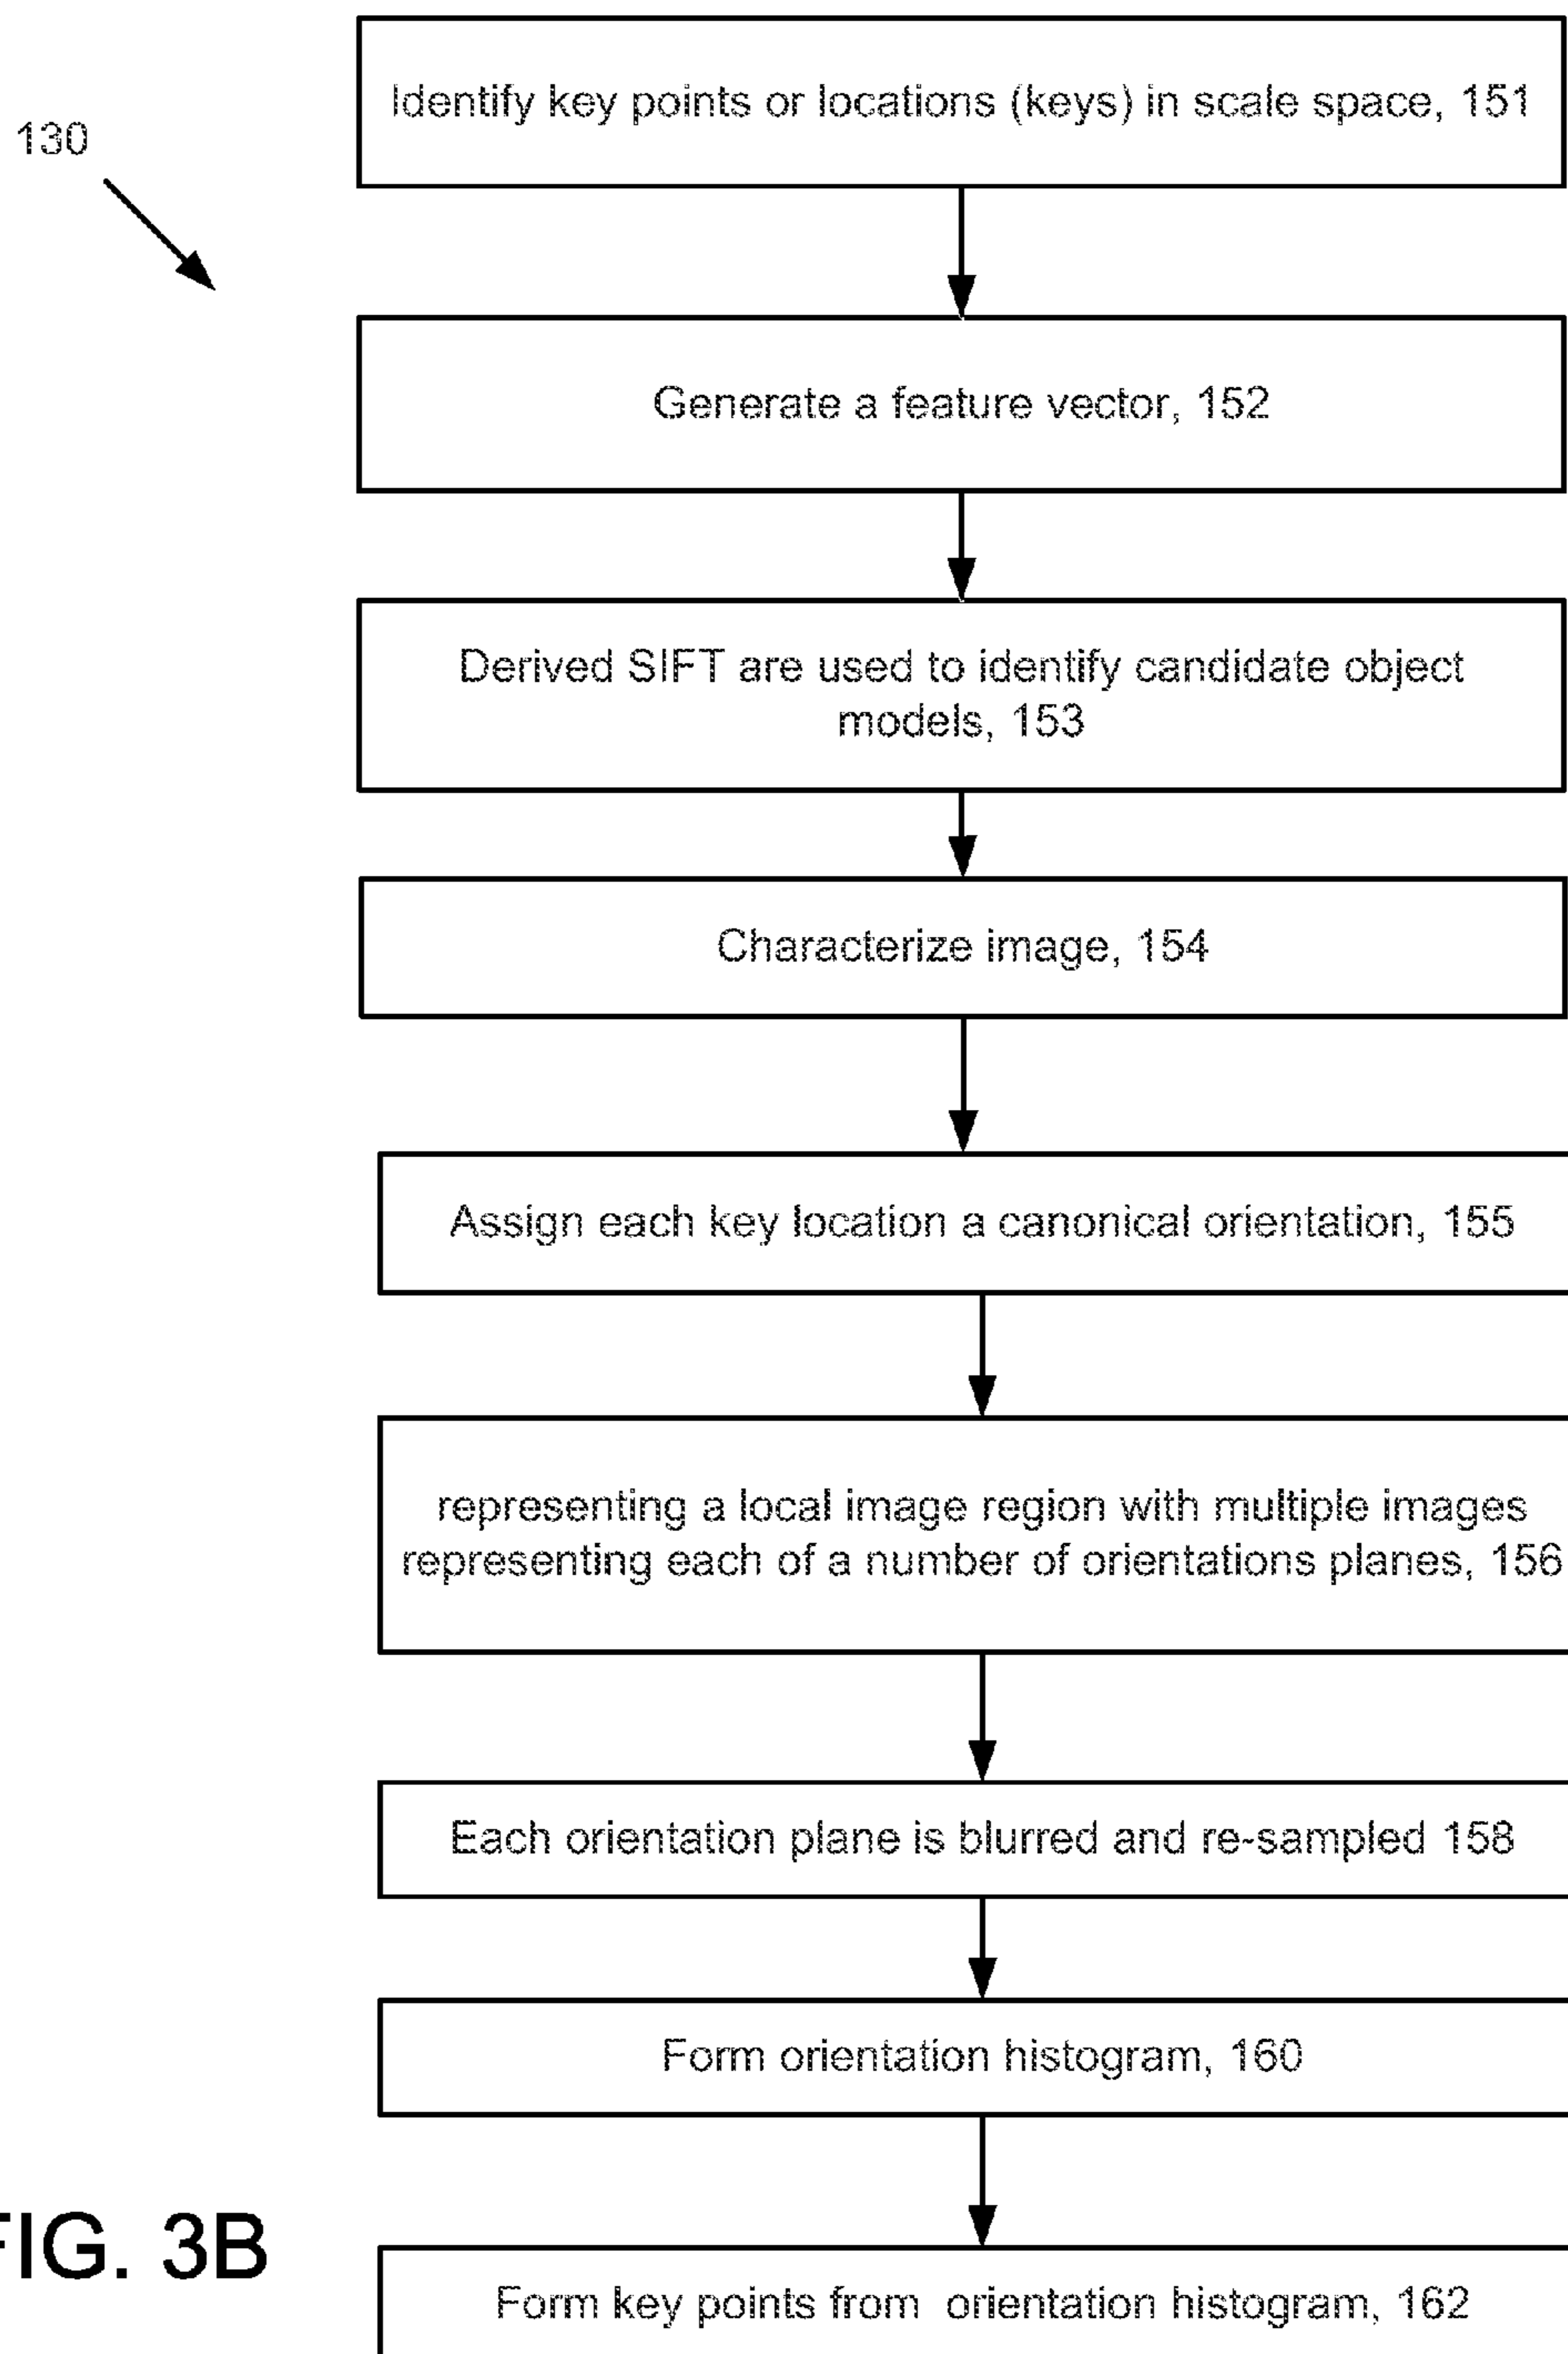 Identify key points or locations (keys) in scale space, 151
130
Generate a feature vector, 152
Derived SIFT are used to identify candidate object
models, 153
Characterize image, 154
Assign each key location a canonical orientation, 155
representing a local image region with multiple images
representing each of a number of orientations planes, 156
Each orientation plane is blurred and re-sampled 158
Form orientation histogram, 160
FIG. 3B
Form key points from orientation histogram, 162